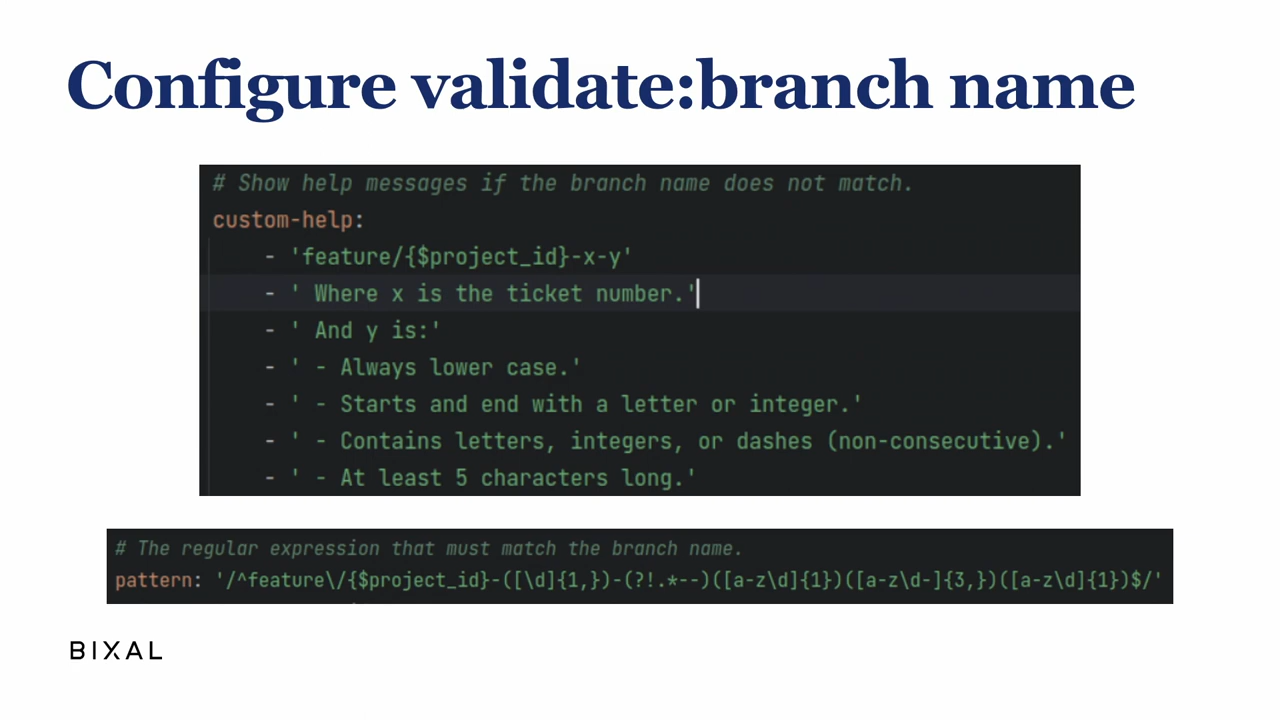 Configure validate:branch name
# Show help messages if the branch name does not match.
custom-help:
- 'feature/{$project_id}-x-y'
- ' Where x is the ticket number.'
- ' And y is:'
- ' - Always lower case.'
- ' - Starts and end with a letter or integer.'
- ' - Contains letters, integers, or dashes (non-consecutive).'
- ' - At least 5 characters long.'
# The regular expression that must match the branch name.
pattern: '/^feature\/{$project_id}-([\d]{1,})-(?!.*--)([a-z\d]{1})([a-z\d-]{3,})([a-z\d]{1})$/'
BIXAL